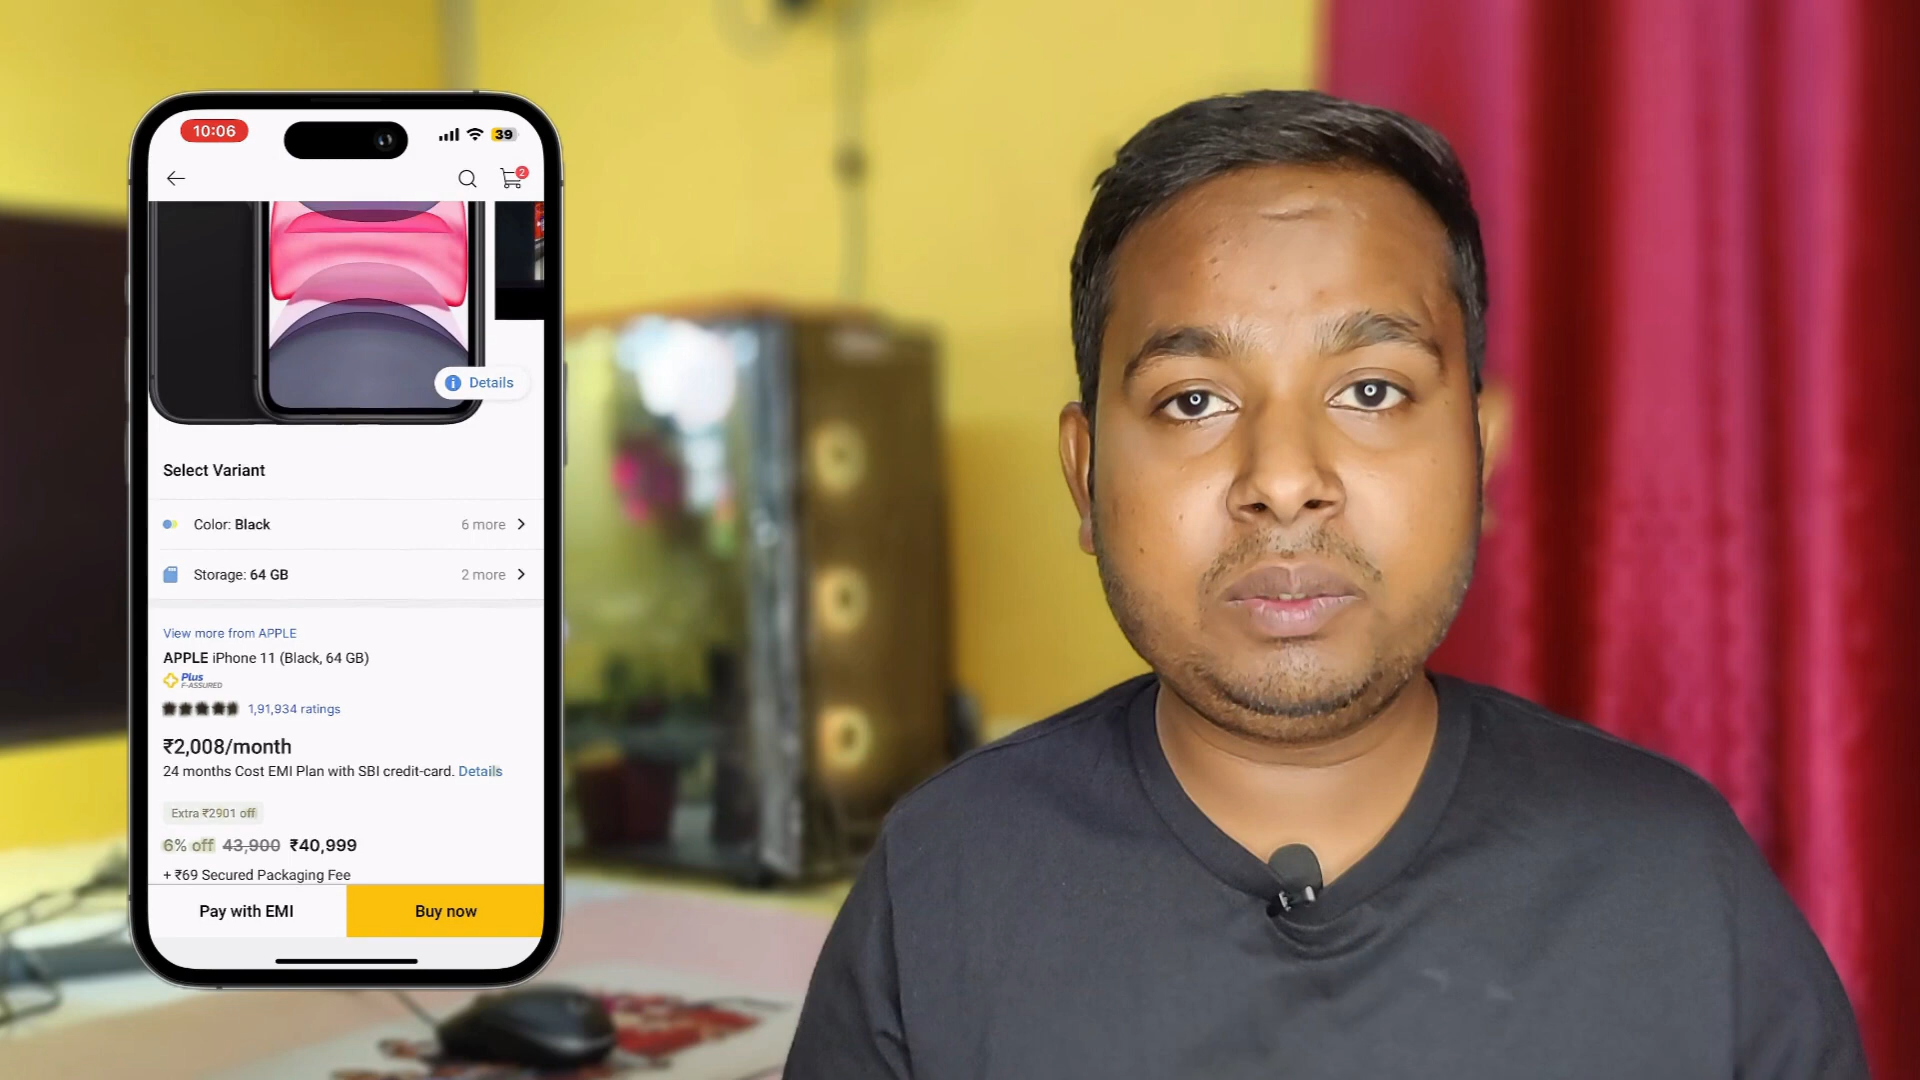 10:06
39
2
Details
Select Variant
Color: Black 6 more
Storage: 64 GB 2 more
View more from APPLE
APPLE iPhone 11 (Black, 64 GB)
Plus
F-ASSURED
1,91,934 ratings
₹2,008/month
24 months Cost EMI Plan with SBI credit-card. Details
Extra ₹2901 off
6% off 43,900 ₹40,999
+ ₹69 Secured Packaging Fee
Pay with EMI Buy now